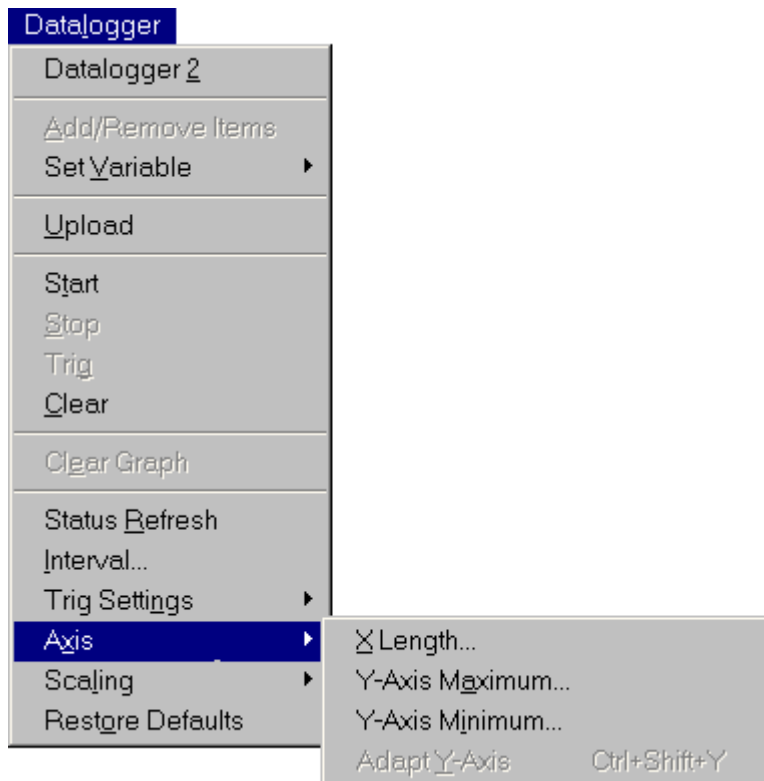 Datalogger
Datalogger 2
Add/Remove Items
Set Variable
Upload
Start
Stop
Trig
Clear
Clear Graph
Status Refresh
Interval...
Trig Settings
Axis
X Length...
Scaling
Y-Axis Maximum...
Restore Defaults
Y-Axis Minimum...
Adapt Y-Axis Ctrl+Shift+Y